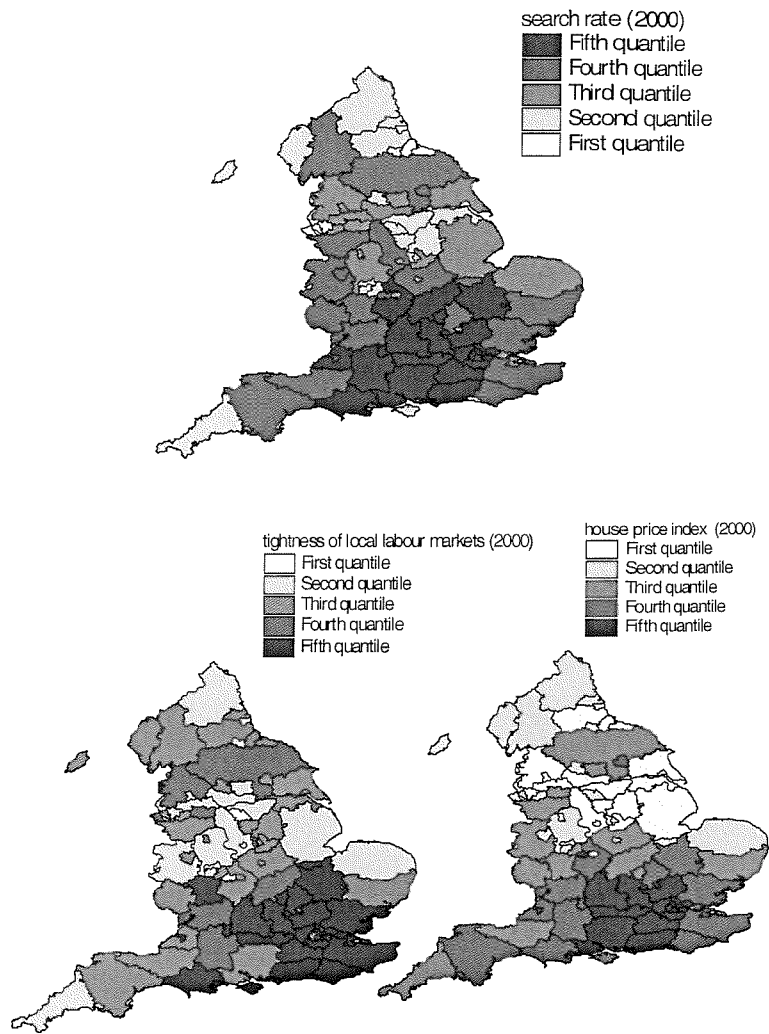 search rate (2000)
Fifth quantile
Fourth quantile
Third quantile
Second quantile
First quantile
tightness of local labour markets (2000)
First quantile
Second quantile
Third quantile
Fourth quantile
Fifth quantile
house price index (2000)
First quantile
Second quantile
Third quantile
Fourth quantile
Fifth quantile